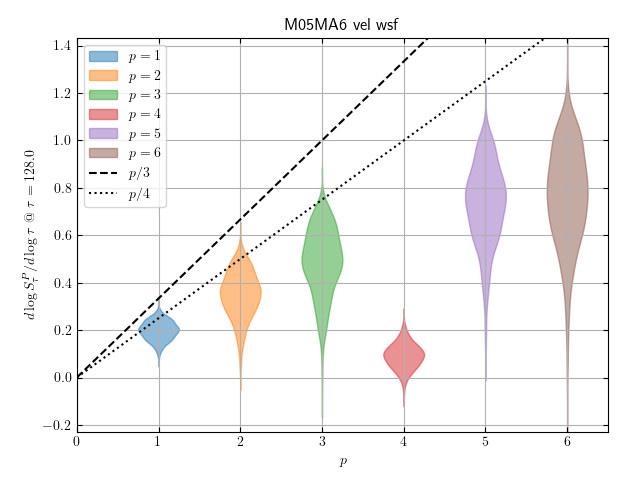 M05MA6 vel wsf
d log S_τ^P / d log τ @ τ = 128.0
1.4
1.2
1.0
0.8
0.6
0.4
0.2
0.0
−0.2
p = 1
p = 2
p = 3
p = 4
p = 5
p = 6
p/3
p/4
0 1 2 3 4 5 6
p